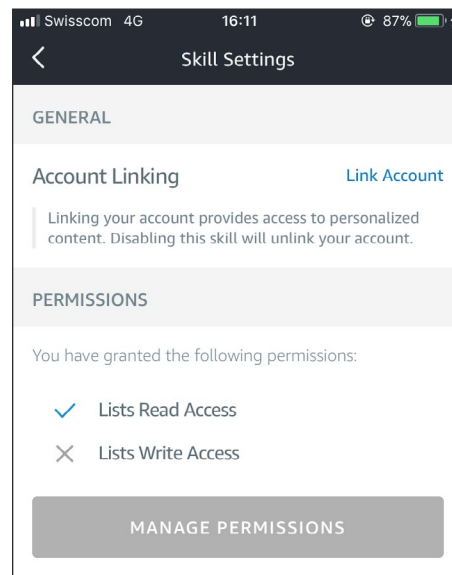 Swisscom 4G 16:11 87%
Skill Settings
GENERAL
Account Linking Link Account
Linking your account provides access to personalized
content. Disabling this skill will unlink your account.
PERMISSIONS
You have granted the following permissions:
Lists Read Access
Lists Write Access
MANAGE PERMISSIONS